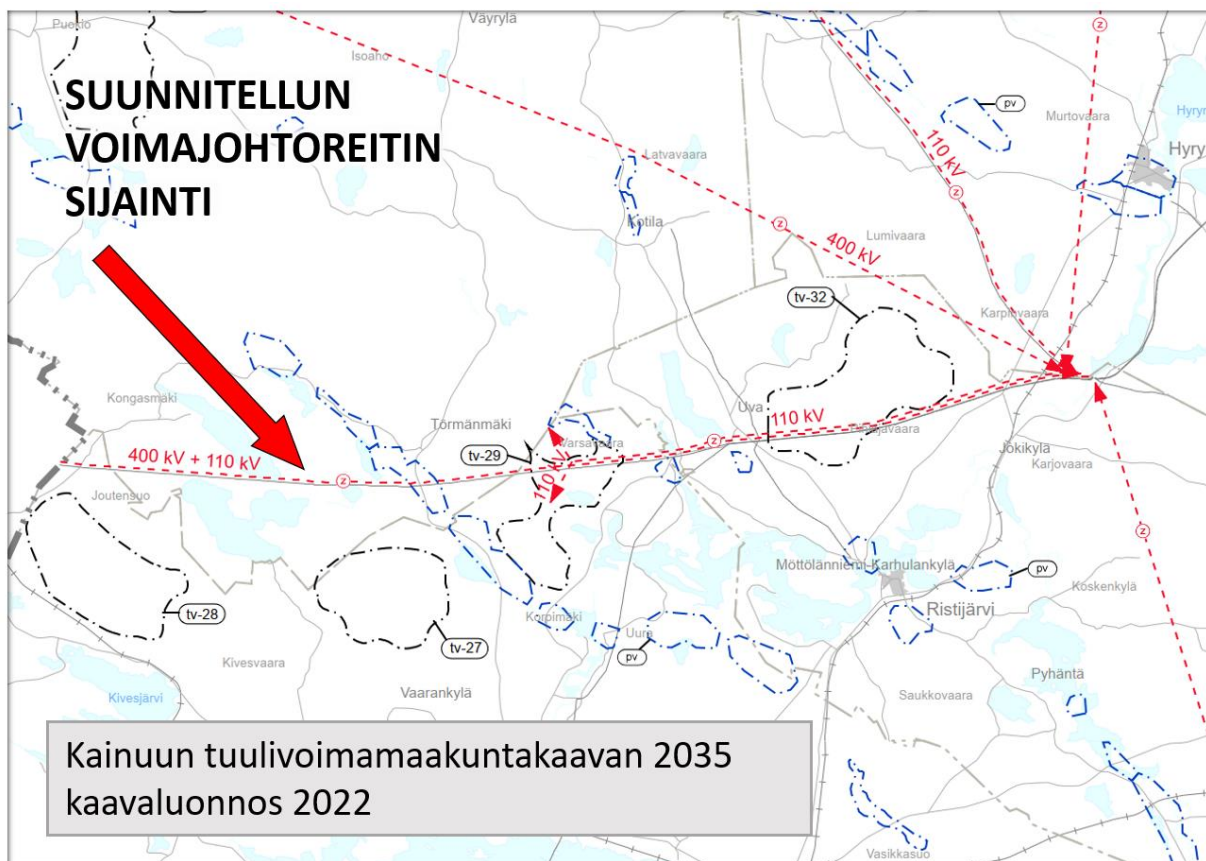 Puokio
Väyrylä
Isoaho
z
SUUNNITELLUN
VOIMAJOHTOREITIN
SIJAINTI
pv
Murtovaara
Hyryn
Hyry
110 kV
z
Latvavaara
Kotila
z
400 kV
Lumivaara
tv-32
Karpinvaara
Kongasmäki
Törmänmäki
Uva
110 kV
z
z
tv-29
110 kV
400 kV + 110 kV
z
Joutensuo
Jokikylä
Karjovaara
z
Möttölänniemi-Karhulankylä
pv
Koskenkylä
Ristijärvi
tv-28
tv-27
Korpimäki
Uura
pv
Kivesvaara
Kivesjärvi
Vaarankylä
Saukkovaara
Pyhäntä
Kainuun tuulivoimamaakuntakaavan 2035
kaavaluonnos 2022
Vasikkasuo